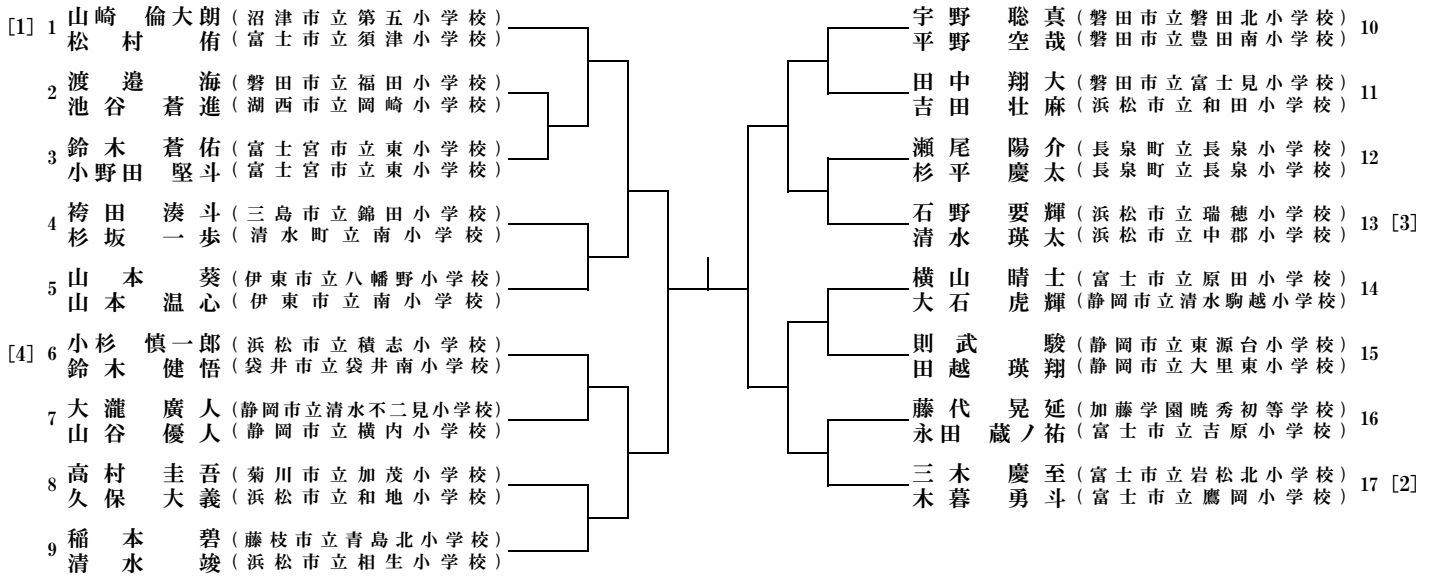 [1] 1 山崎 倫大朗 (沼津市立第五小学校)
松村 侑 (富士市立須津小学校)
2 渡邉 海 (磐田市立福田小学校)
池谷 蒼進 (湖西市立岡崎小学校)
3 鈴木 蒼佑 (富士宮市立東小学校)
小野田 堅斗 (富士宮市立東小学校)
4 袴田 湊斗 (三島市立錦田小学校)
杉坂 一歩 (清水町立南小学校)
5 山本 葵 (伊東市立八幡野小学校)
山本 温心 (伊東市立南小学校)
[4] 6 小杉 慎一郎 (浜松市立積志小学校)
鈴木 健悟 (袋井市立袋井南小学校)
7 大瀧 廣人 (静岡市立清水不二見小学校)
山谷 優人 (静岡市立横内小学校)
8 高村 圭吾 (菊川市立加茂小学校)
久保 大義 (浜松市立和地小学校)
9 稲本 碧 (藤枝市立青島北小学校)
清水 竣 (浜松市立相生小学校)
宇野 聡真 (磐田市立磐田北小学校) 10
平野 空哉 (磐田市立豊田南小学校)
田中 翔大 (磐田市立富士見小学校) 11
吉田 壮麻 (浜松市立和田小学校)
瀬尾 陽介 (長泉町立長泉小学校) 12
杉平 慶太 (長泉町立長泉小学校)
石野 要輝 (浜松市立瑞穂小学校) 13 [3]
清水 瑛太 (浜松市立中郡小学校)
横山 晴士 (富士市立原田小学校) 14
大石 虎輝 (静岡市立清水駒越小学校)
則武 駿 (静岡市立東源台小学校) 15
田越 瑛翔 (静岡市立大里東小学校)
藤代 晃延 (加藤学園暁秀初等学校) 16
永田 蔵ノ祐 (富士市立吉原小学校)
三木 慶至 (富士市立岩松北小学校) 17 [2]
木暮 勇斗 (富士市立鷹岡小学校)